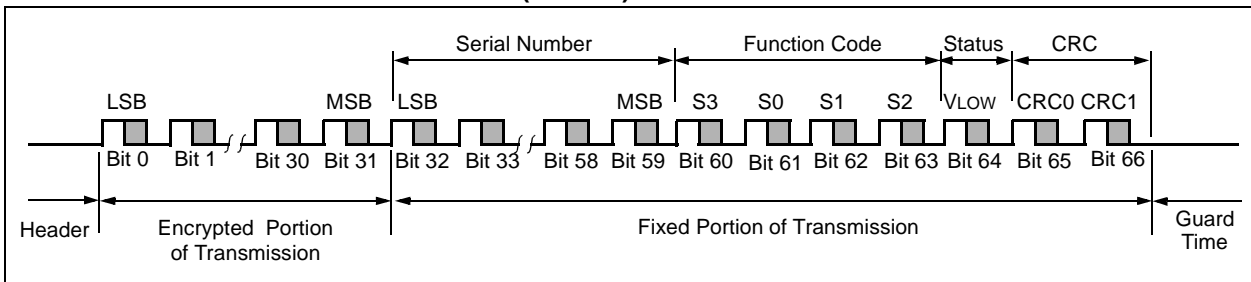 Serial Number Function Code Status CRC
LSB MSB LSB MSB S3 S0 S1 S2 VLOW CRC0 CRC1
Bit 0 Bit 1 Bit 30 Bit 31 Bit 32 Bit 33 Bit 58 Bit 59 Bit 60 Bit 61 Bit 62 Bit 63 Bit 64 Bit 65 Bit 66
Header Encrypted Portion Fixed Portion of Transmission Guard
of Transmission Time